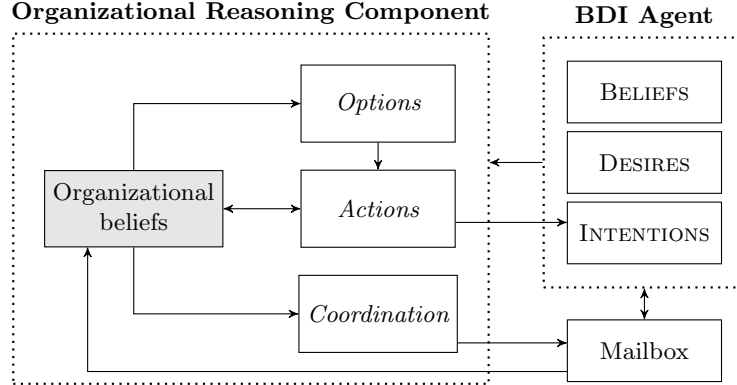 Organizational Reasoning Component
BDI Agent
Options
BELIEFS
DESIRES
Organizational
beliefs
Actions
INTENTIONS
Coordination
Mailbox